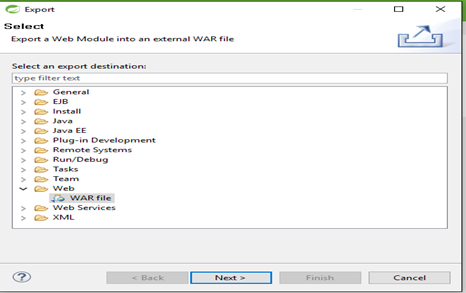 Export
Select
Export a Web Module into an external WAR file
Select an export destination:
type filter text
General
EJB
Install
Java
Java EE
Plug-in Development
Remote Systems
Run/Debug
Tasks
Team
Web
WAR file
Web Services
XML
?
< Back
Next >
Finish
Cancel